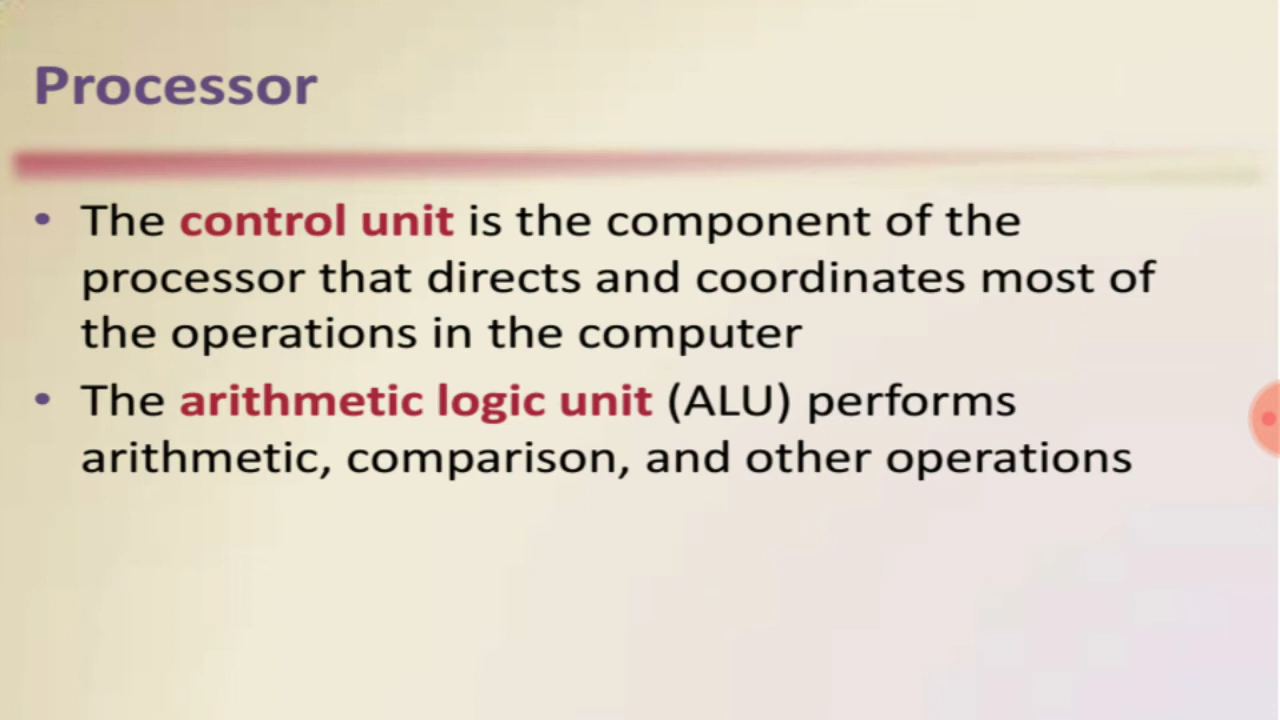 Processor
• The control unit is the component of the
processor that directs and coordinates most of
the operations in the computer
• The arithmetic logic unit (ALU) performs
arithmetic, comparison, and other operations